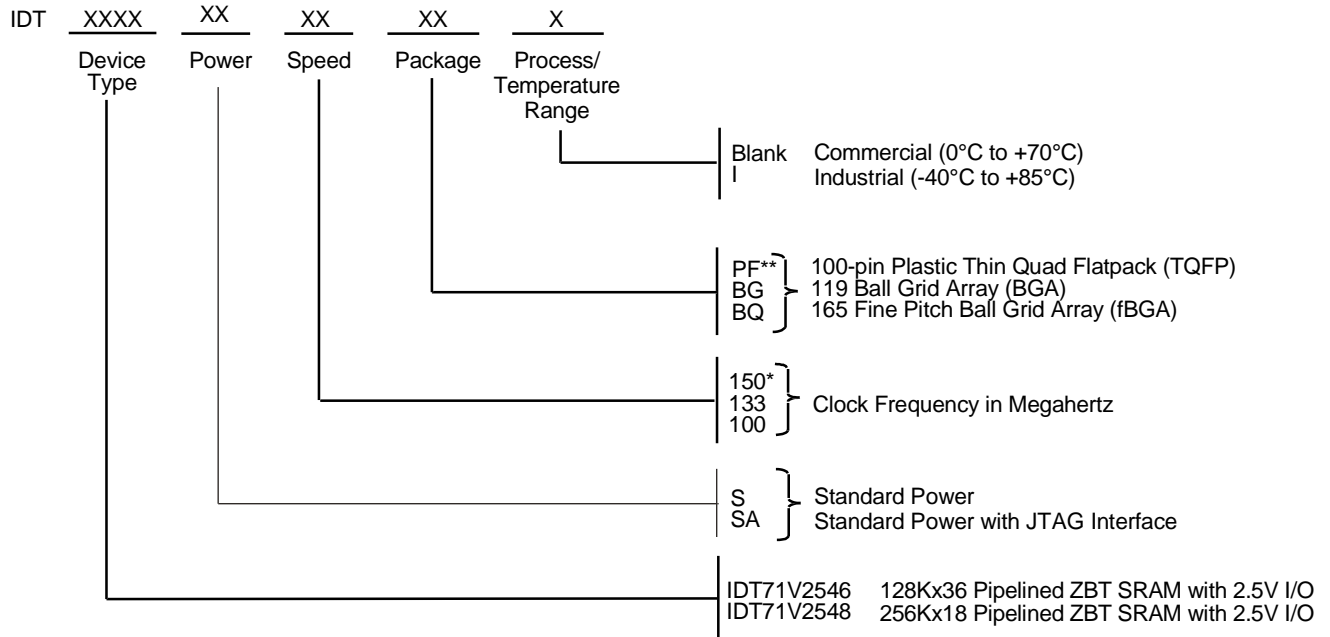 IDT XXXX XX XX XX X
Device Type
Power
Speed
Package
Process/
Temperature
Range
Blank Commercial (0°C to +70°C)
I Industrial (-40°C to +85°C)
PF** 100-pin Plastic Thin Quad Flatpack (TQFP)
BG 119 Ball Grid Array (BGA)
BQ 165 Fine Pitch Ball Grid Array (fBGA)
150*
133 Clock Frequency in Megahertz
100
S Standard Power
SA Standard Power with JTAG Interface
IDT71V2546 128Kx36 Pipelined ZBT SRAM with 2.5V I/O
IDT71V2548 256Kx18 Pipelined ZBT SRAM with 2.5V I/O